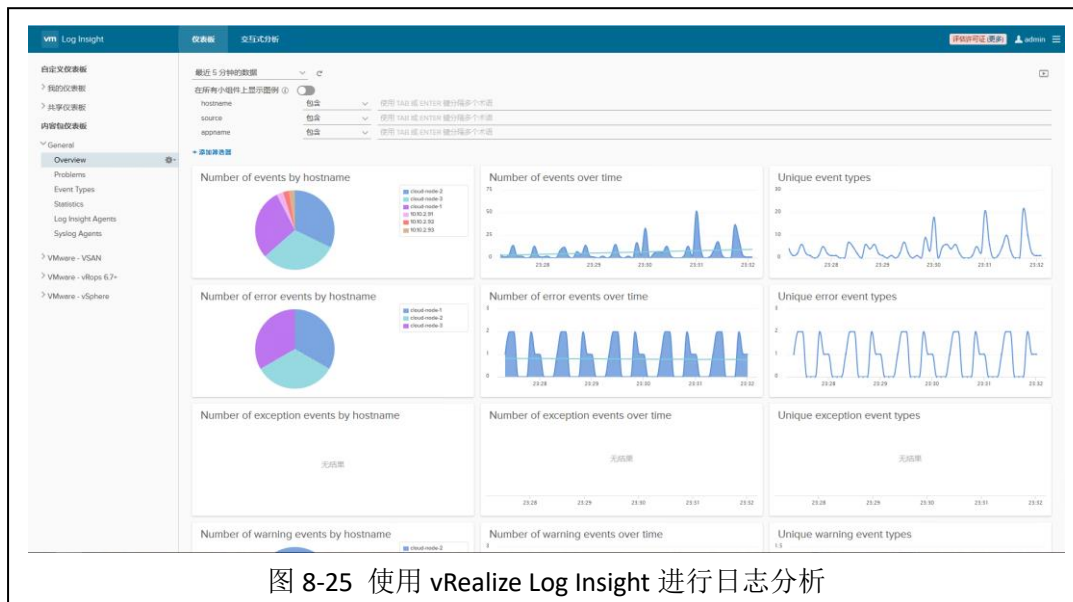 vm Log Insight 仪表板 交互式分析 评估许可证 (更多) admin
自定义仪表板
我的仪表板
共享仪表板
内容包仪表板
General
Overview
Problems
Event Types
Statistics
Log Insight Agents
Syslog Agents
VMware - VSAN
VMware - vRops 6.7+
VMware - vSphere
最近 5 分钟的数据
在所有小组件上显示图例
hostname 包含 使用 TAB 或 ENTER 键分隔多个术语
source 包含 使用 TAB 或 ENTER 键分隔多个术语
appname 包含 使用 TAB 或 ENTER 键分隔多个术语
+ 添加筛选器
Number of events by hostname
cloud-node-2
cloud-node-3
cloud-node-1
10.10.2.91
10.10.2.92
10.10.2.93
Number of events over time
75
50
25
0
23:28 23:29 23:30 23:31 23:32
Unique event types
30
20
10
0
23:28 23:29 23:30 23:31 23:32
Number of error events by hostname
cloud-node-1
cloud-node-2
cloud-node-3
Number of error events over time
3
2
1
0
23:28 23:29 23:30 23:31 23:32
Unique error event types
3
2
1
0
23:28 23:29 23:30 23:31 23:32
Number of exception events by hostname
无结果
Number of exception events over time
无结果
23:28 23:29 23:30 23:31 23:32
Unique exception event types
无结果
23:28 23:29 23:30 23:31 23:32
Number of warning events by hostname
cloud-node-2
Number of warning events over time
3
Unique warning event types
1.5
图 8-25 使用 vRealize Log Insight 进行日志分析